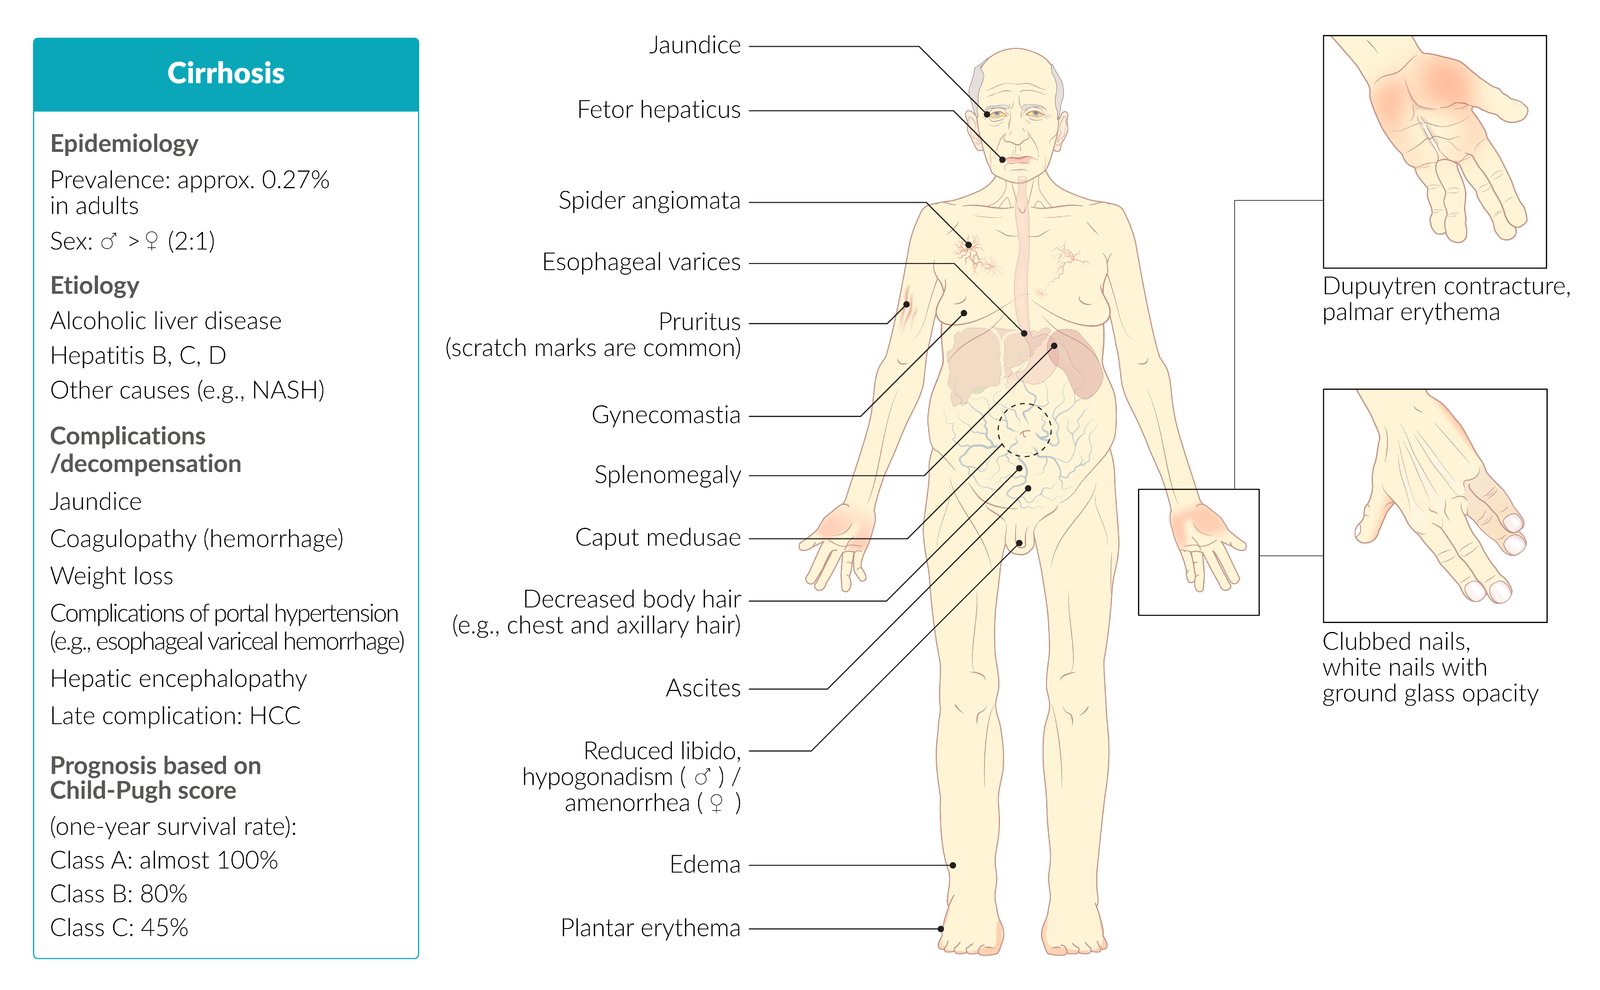 Cirrhosis
Epidemiology
Prevalence: approx. 0.27%
in adults
Sex: ♂ > ♀ (2:1)
Etiology
Alcoholic liver disease
Hepatitis B, C, D
Other causes (e.g., NASH)
Complications
/decompensation
Jaundice
Coagulopathy (hemorrhage)
Weight loss
Complications of portal hypertension
(e.g., esophageal variceal hemorrhage)
Hepatic encephalopathy
Late complication: HCC
Prognosis based on
Child-Pugh score
(one-year survival rate):
Class A: almost 100%
Class B: 80%
Class C: 45%
Jaundice
Fetor hepaticus
Spider angiomata
Esophageal varices
Pruritus
(scratch marks are common)
Gynecomastia
Splenomegaly
Caput medusae
Decreased body hair
(e.g., chest and axillary hair)
Ascites
Reduced libido,
hypogonadism ( ♂ ) /
amenorrhea ( ♀ )
Edema
Plantar erythema
Dupuytren contracture,
palmar erythema
Clubbed nails,
white nails with
ground glass opacity